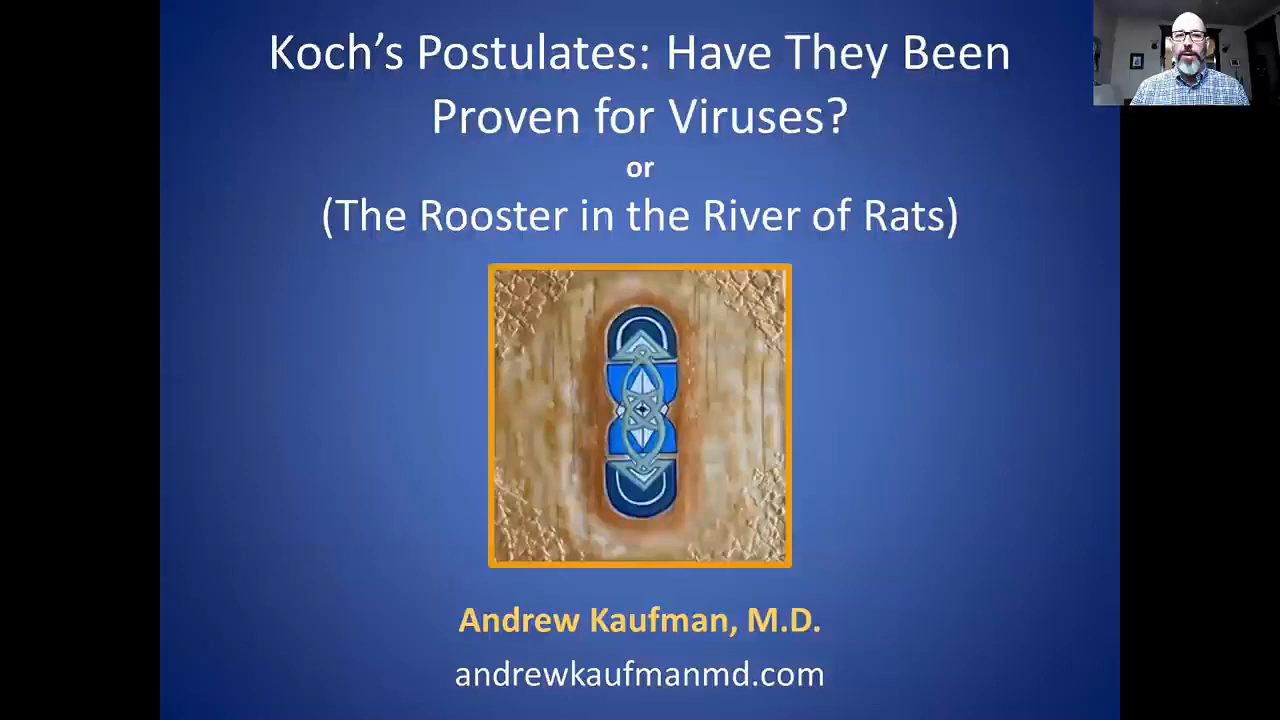 Koch’s Postulates: Have They Been
Proven for Viruses?
or
(The Rooster in the River of Rats)
Andrew Kaufman, M.D.
andrewkaufmanmd.com